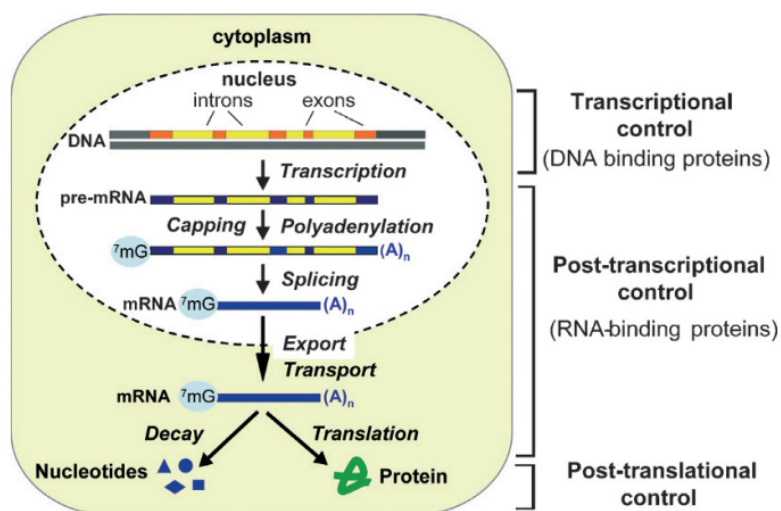 cytoplasm
nucleus
introns exons
DNA
Transcription
pre-mRNA
Capping Polyadenylation
⁷mG (A)ₙ
Splicing
mRNA ⁷mG (A)ₙ
Export
Transport
mRNA ⁷mG (A)ₙ
Decay Translation
Nucleotides Protein
Transcriptional
control
(DNA binding proteins)
Post-transcriptional
control
(RNA-binding proteins)
Post-translational
control